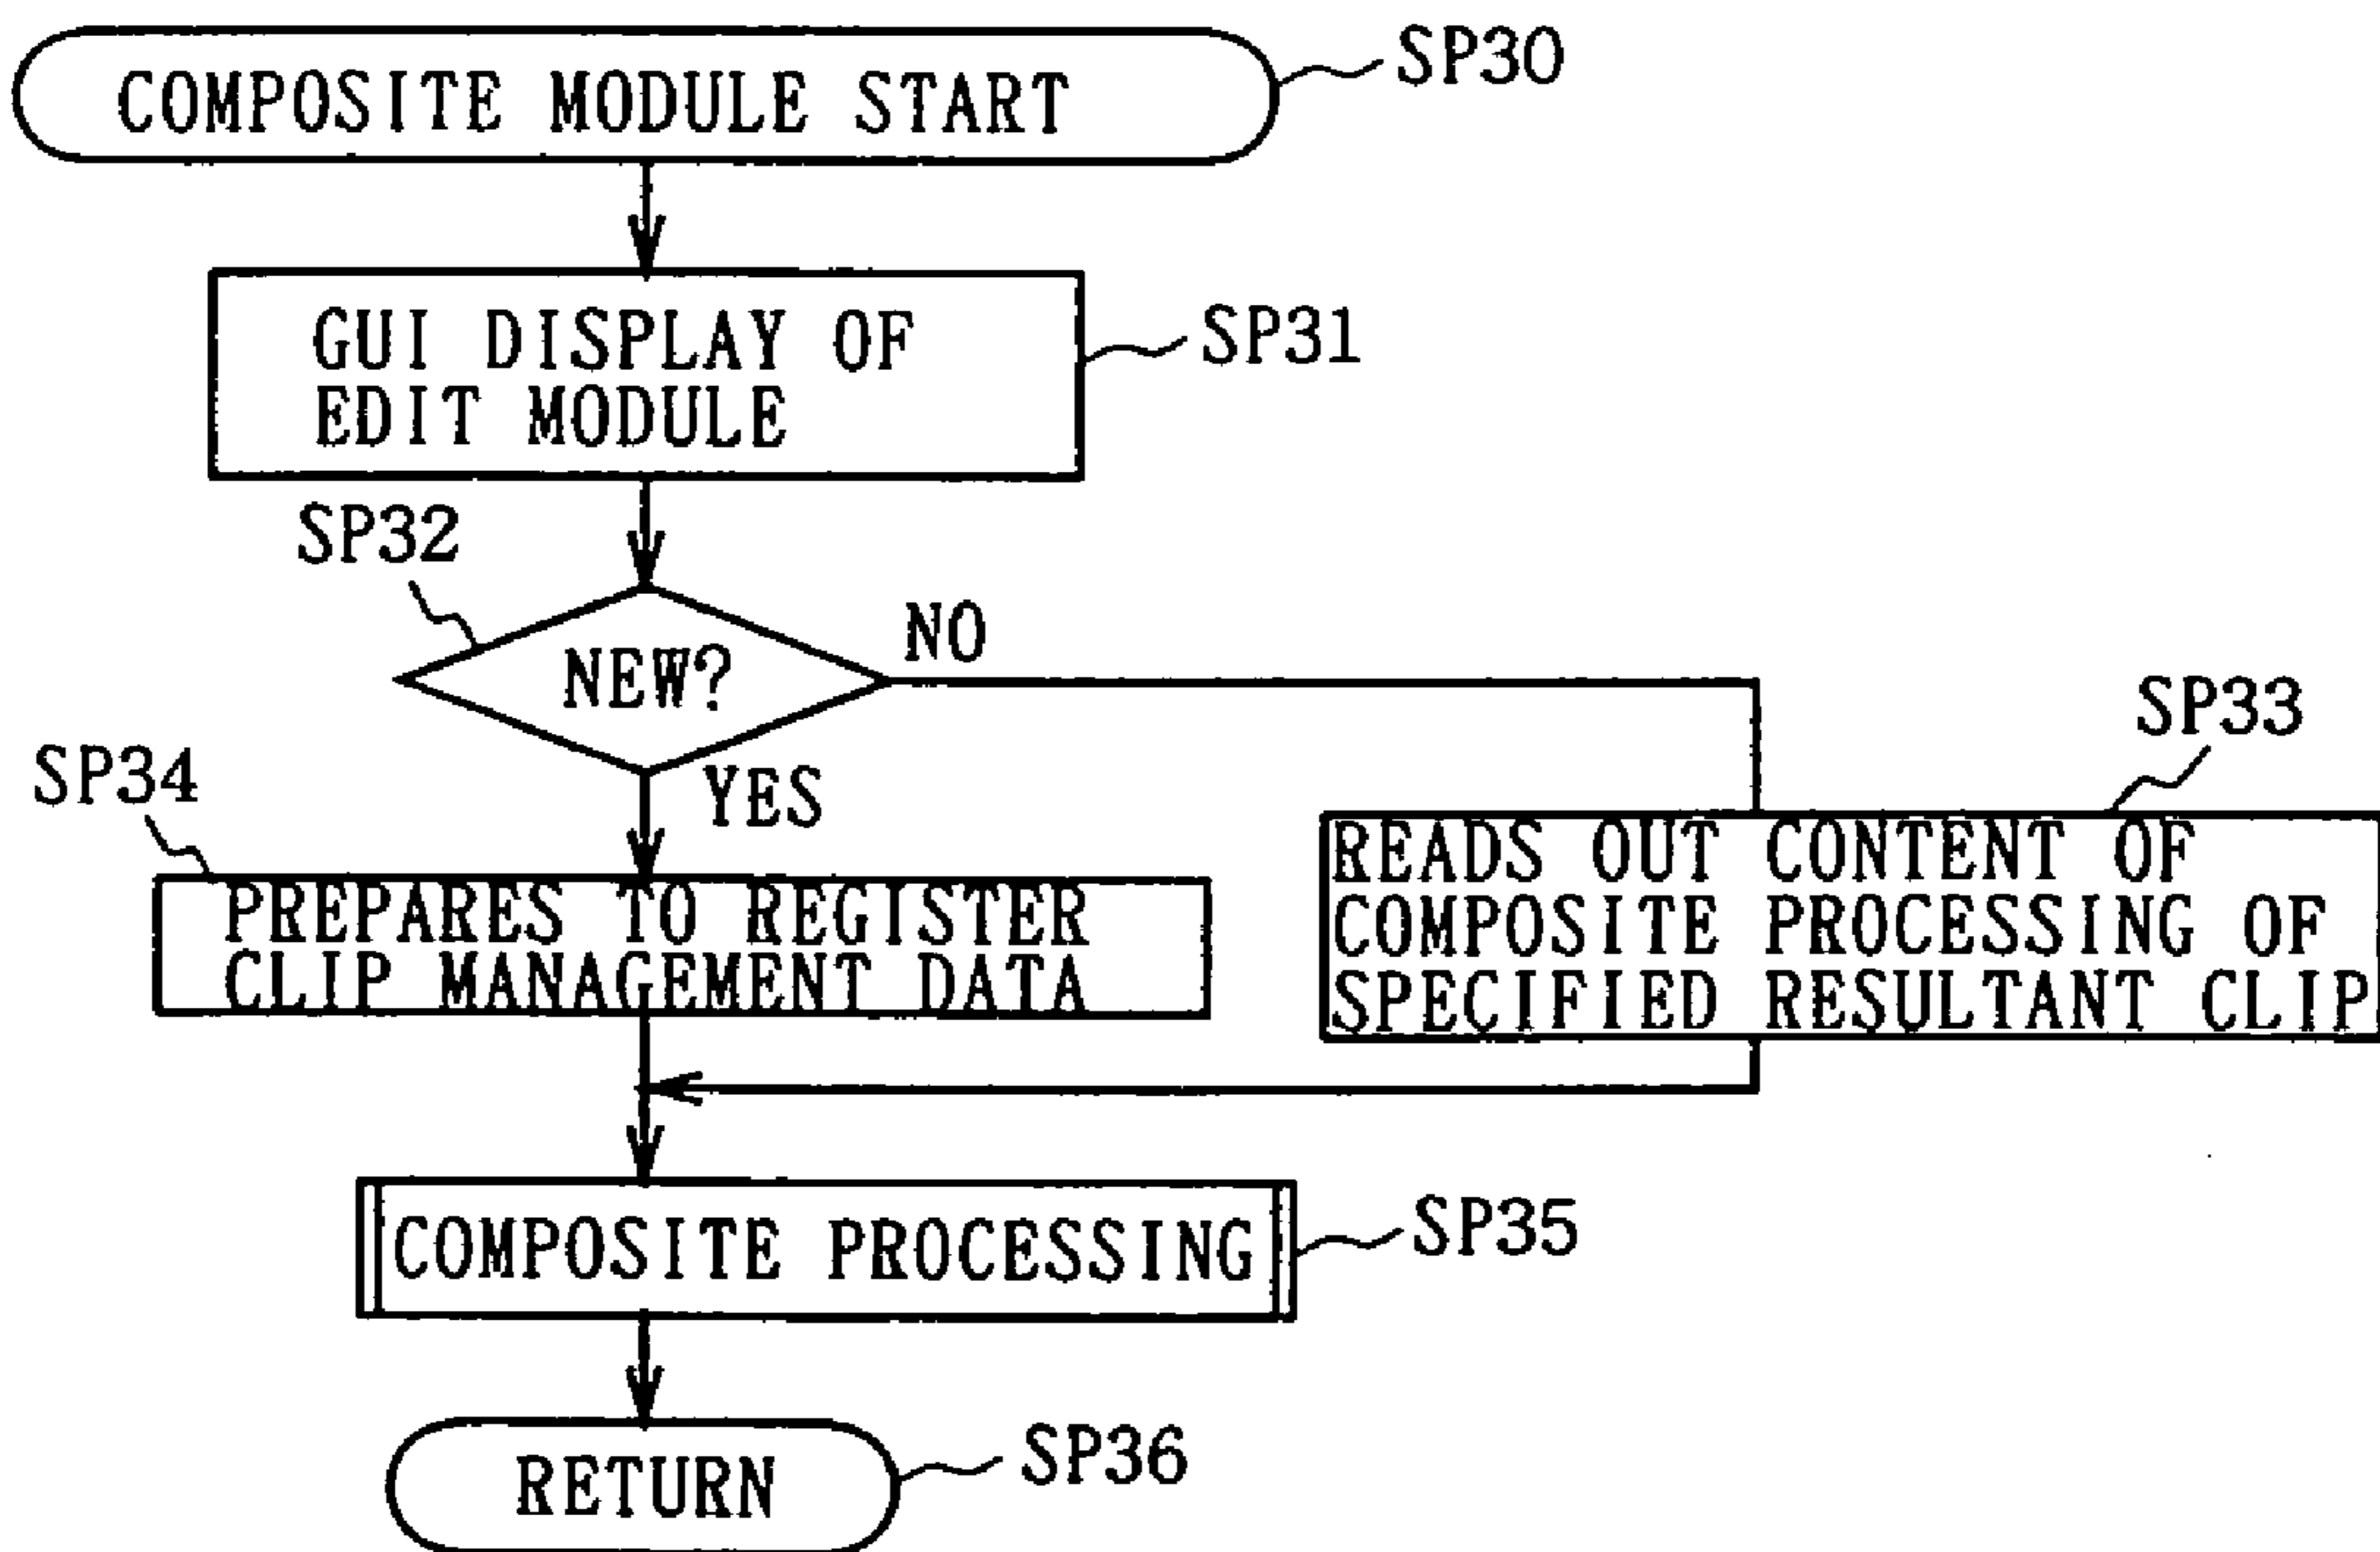 COMPOSITE MODULE START
SP30
GUI DISPLAY OF
EDIT MODULE
SP31
SP32
NEW?
NO
YES
SP33
READS OUT CONTENT OF
COMPOSITE PROCESSING OF
SPECIFIED RESULTANT CLIP
SP34
PREPARES TO REGISTER
CLIP MANAGEMENT DATA
COMPOSITE PROCESSING
SP35
RETURN
SP36